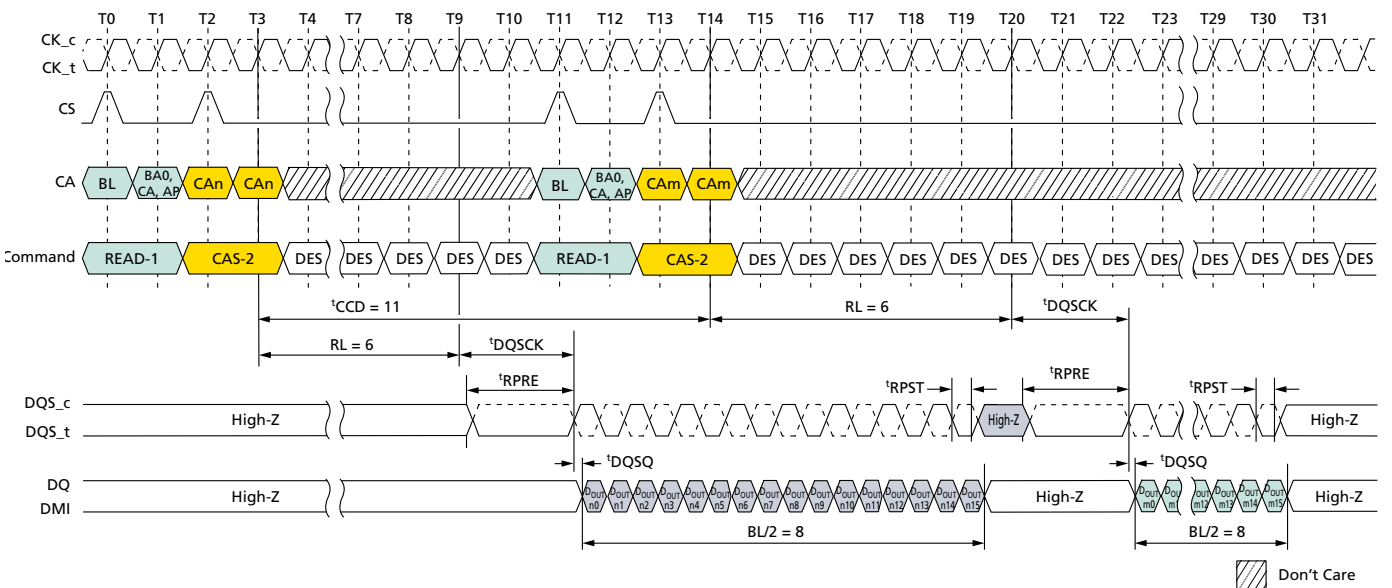 T0 T1 T2 T3 T4 T7 T8 T9 T10 T11 T12 T13 T14 T15 T16 T17 T18 T19 T20 T21 T22 T23 T29 T30 T31
CK_c
CK_t
CS
CA BL BA0, CA, AP CAn CAn BL BA0, CA, AP CAm CAm
Command READ-1 CAS-2 DES DES DES DES DES READ-1 CAS-2 DES DES DES DES DES DES DES DES DES DES DES DES DES
tCCD = 11 RL = 6 tDQSCK
RL = 6 tDQSCK
tRPRE tRPST tRPRE tRPST
DQS_c
DQS_t
High-Z High-Z High-Z
tDQSQ tDQSQ
DQ
DMI
High-Z DOUT n0 DOUT n1 DOUT n2 DOUT n3 DOUT n4 DOUT n5 DOUT n6 DOUT n7 DOUT n8 DOUT n9 DOUT n10 DOUT n11 DOUT n12 DOUT n13 DOUT n14 DOUT n15 High-Z DOUT m0 DOUT m1 DOUT m12 DOUT m13 DOUT m14 DOUT m15 High-Z
BL/2 = 8 BL/2 = 8
Don't Care